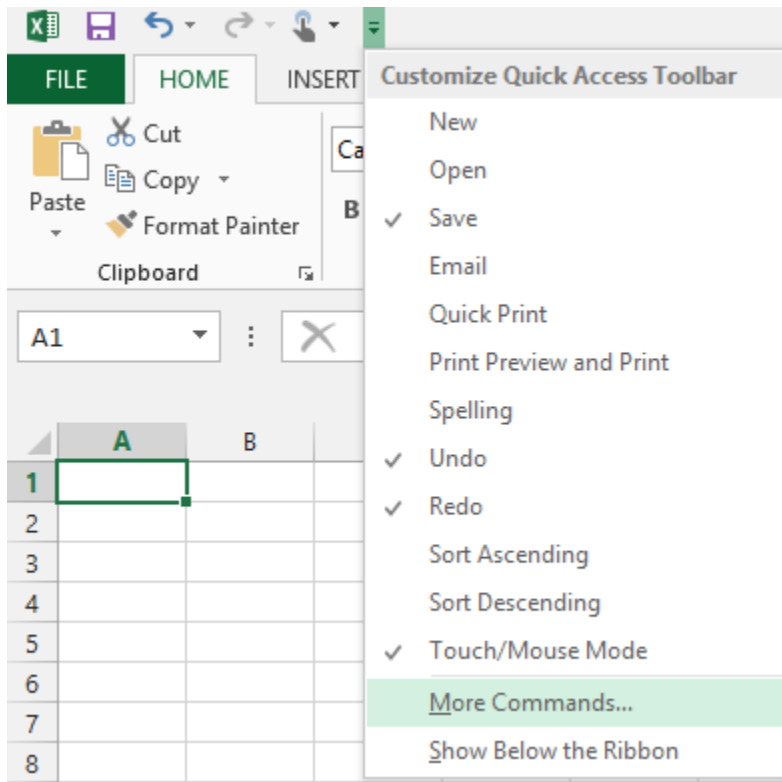 FILE HOME INSERT
Cut
Copy
Format Painter
Paste
Clipboard
Ca
B
A1
A B
1
2
3
4
5
6
7
8
Customize Quick Access Toolbar
New
Open
Save
Email
Quick Print
Print Preview and Print
Spelling
Undo
Redo
Sort Ascending
Sort Descending
Touch/Mouse Mode
More Commands...
Show Below the Ribbon